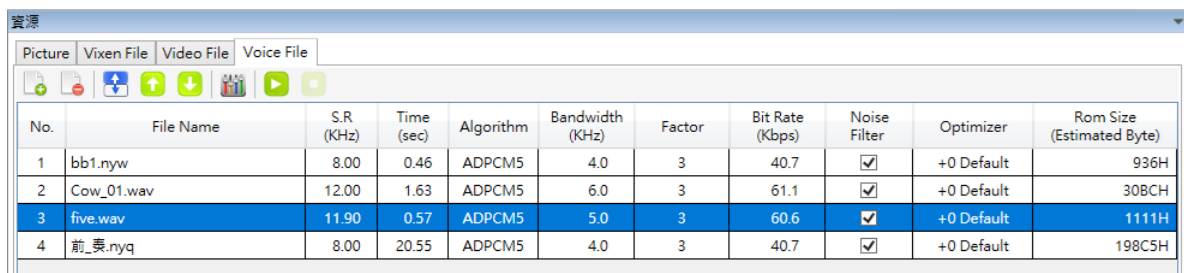 資源
Picture Vixen File Video File Voice File
No. File Name S.R (KHz) Time (sec) Algorithm Bandwidth (KHz) Factor Bit Rate (Kbps) Noise Filter Optimizer Rom Size (Estimated Byte)
1 bb1.nyw 8.00 0.46 ADPCM5 4.0 3 40.7 +0 Default 936H
2 Cow_01.wav 12.00 1.63 ADPCM5 6.0 3 61.1 +0 Default 30BCH
3 five.wav 11.90 0.57 ADPCM5 5.0 3 60.6 +0 Default 1111H
4 前_奏.nyq 8.00 20.55 ADPCM5 4.0 3 40.7 +0 Default 198C5H